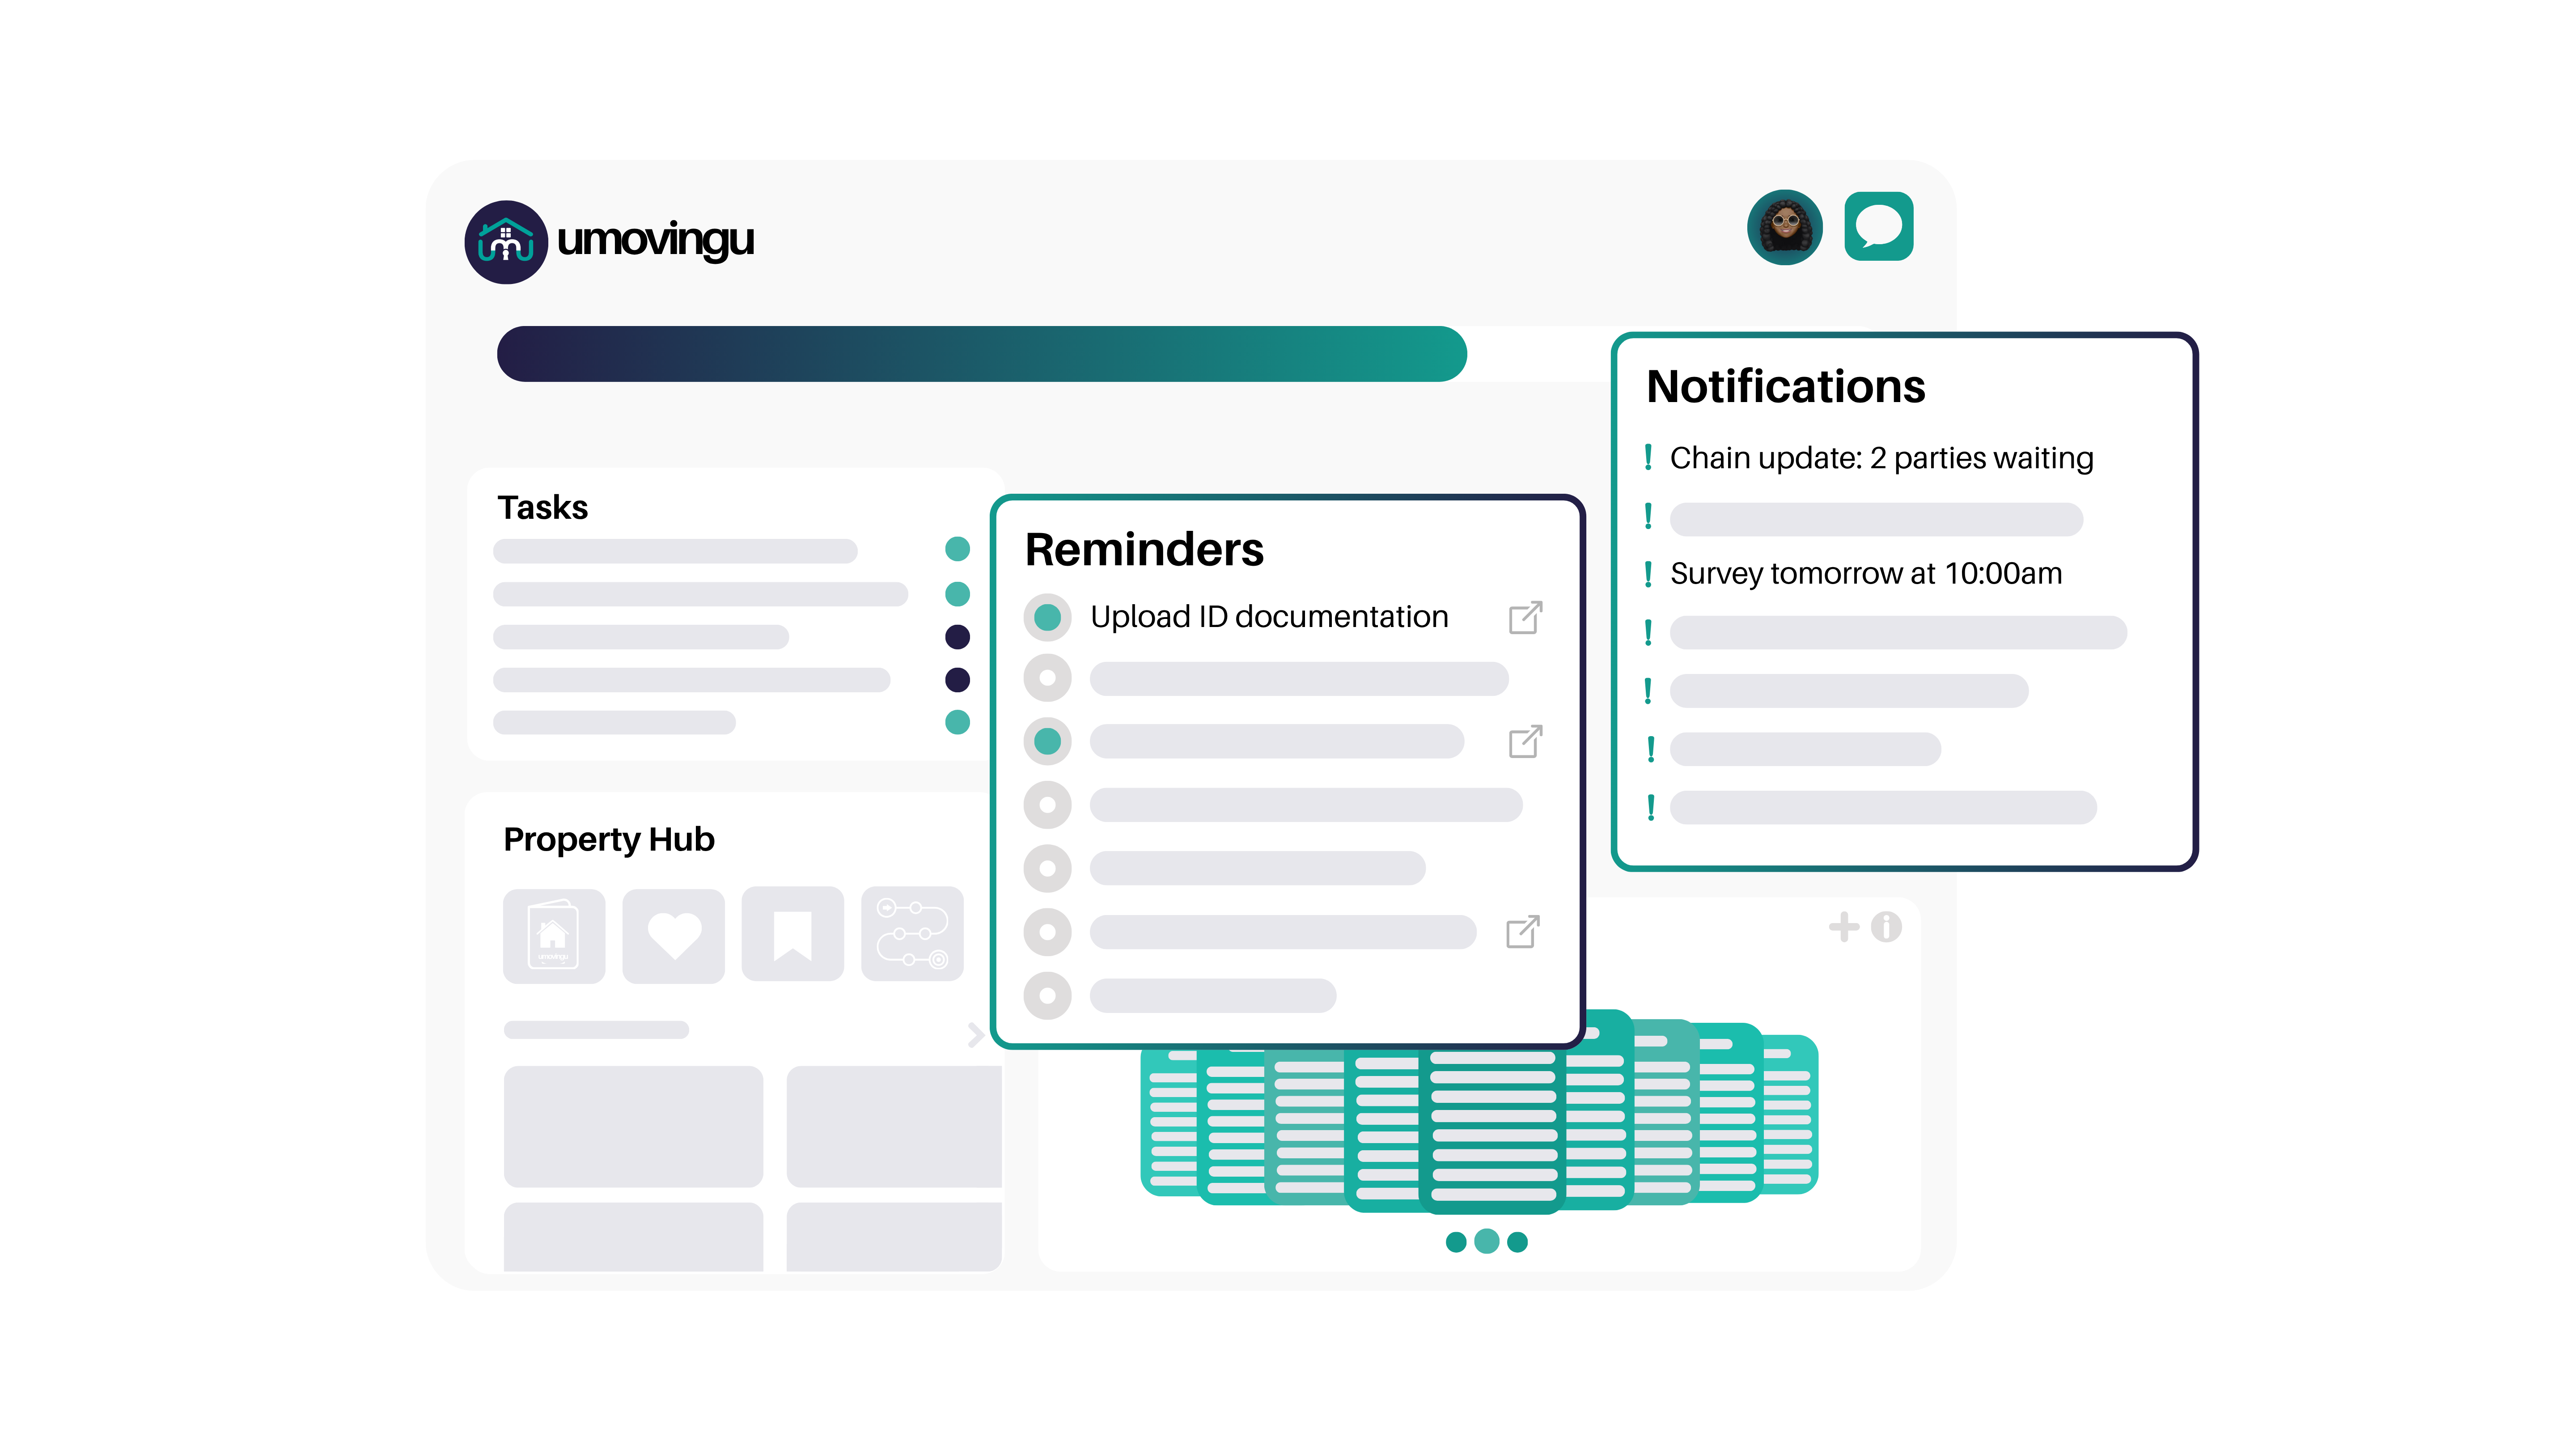 umovingu
Notifications
Chain update: 2 parties waiting
Survey tomorrow at 10:00am
Tasks
Reminders
Upload ID documentation
Property Hub
umovingu